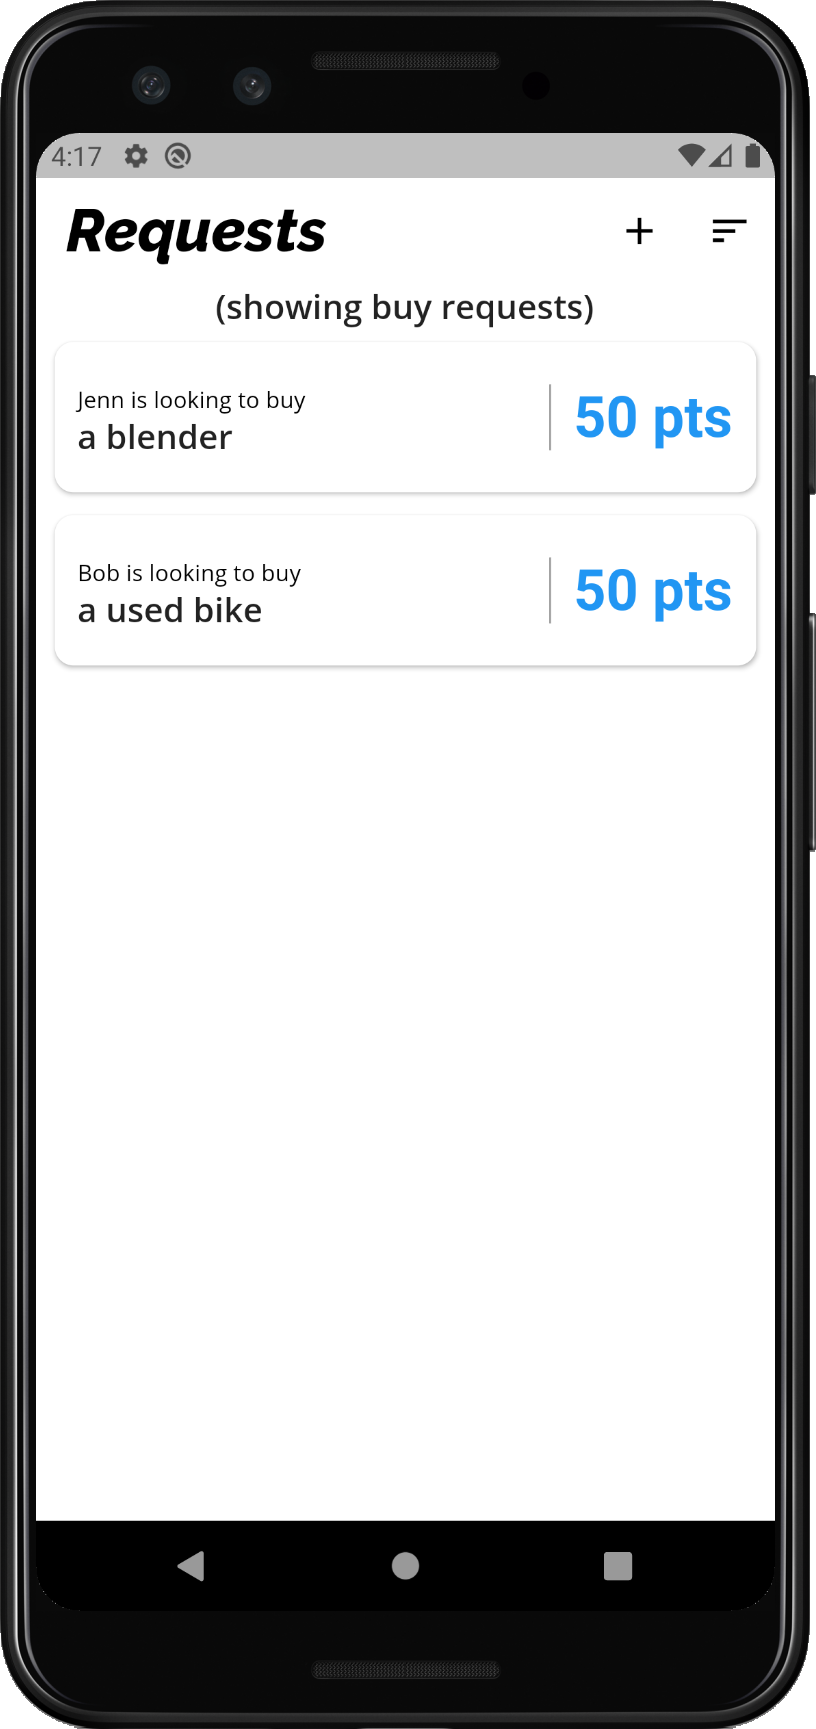 4:17
Requests
(showing buy requests)
Jenn is looking to buy
a blender
50 pts
Bob is looking to buy
a used bike
50 pts